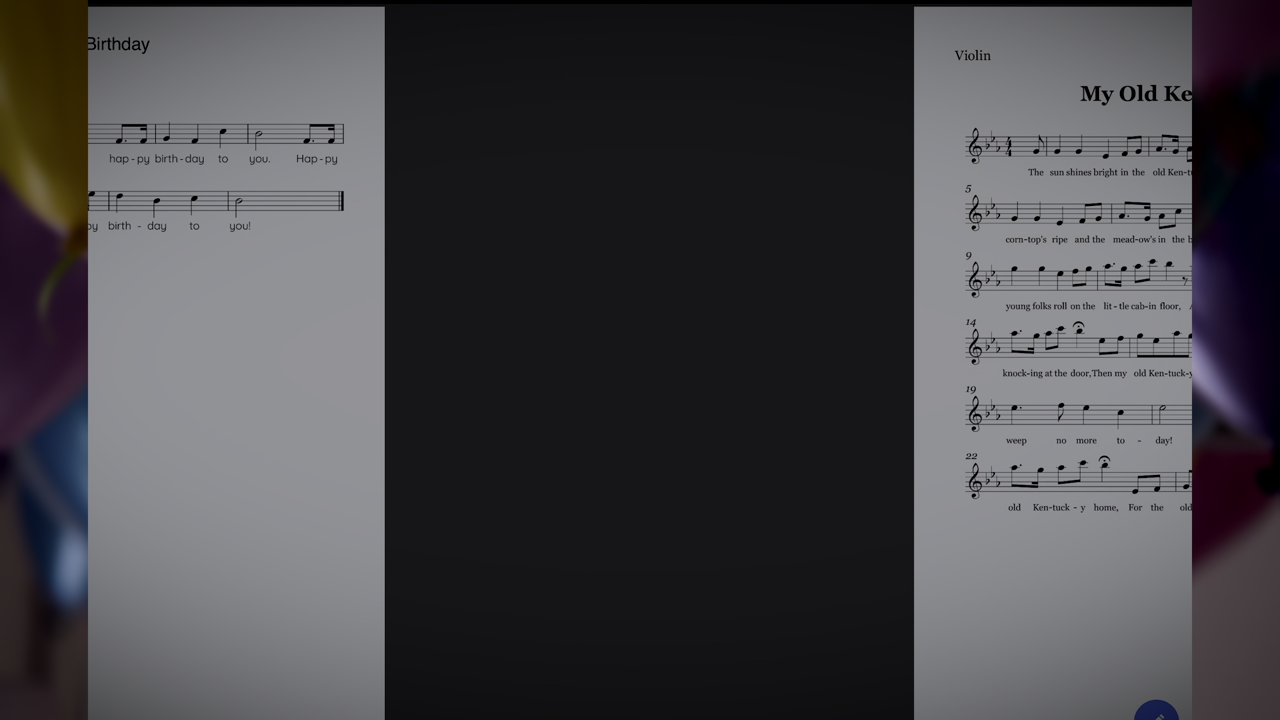 Birthday
hap - py birth - day to you. Hap - py
birth - day to you!
Violin
My Old Ke
The sun shines bright in the old Ken-t
5
corn-top's ripe and the mead-ow's in the b
9
young folks roll on the lit - tle cab-in floor,
14
knock-ing at the door, Then my old Ken-tuck-y
19
weep no more to - day!
22
old Ken-tuck - y home, For the old